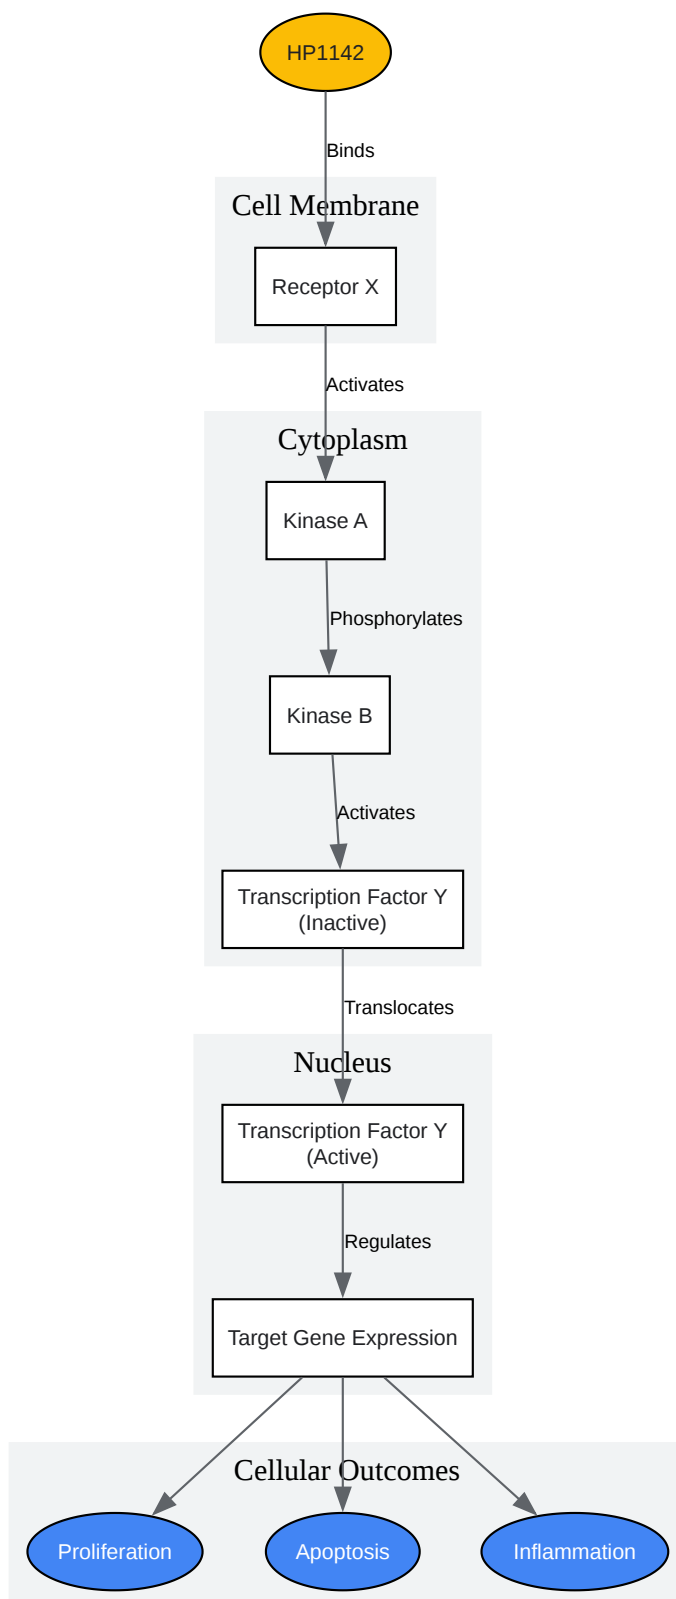 HP1142
Binds
Cell Membrane
Receptor X
Activates
Cytoplasm
Kinase A
Phosphorylates
Kinase B
Activates
Transcription Factor Y
(Inactive)
Translocates
Nucleus
Transcription Factor Y
(Active)
Regulates
Target Gene Expression
Cellular Outcomes
Proliferation
Apoptosis
Inflammation